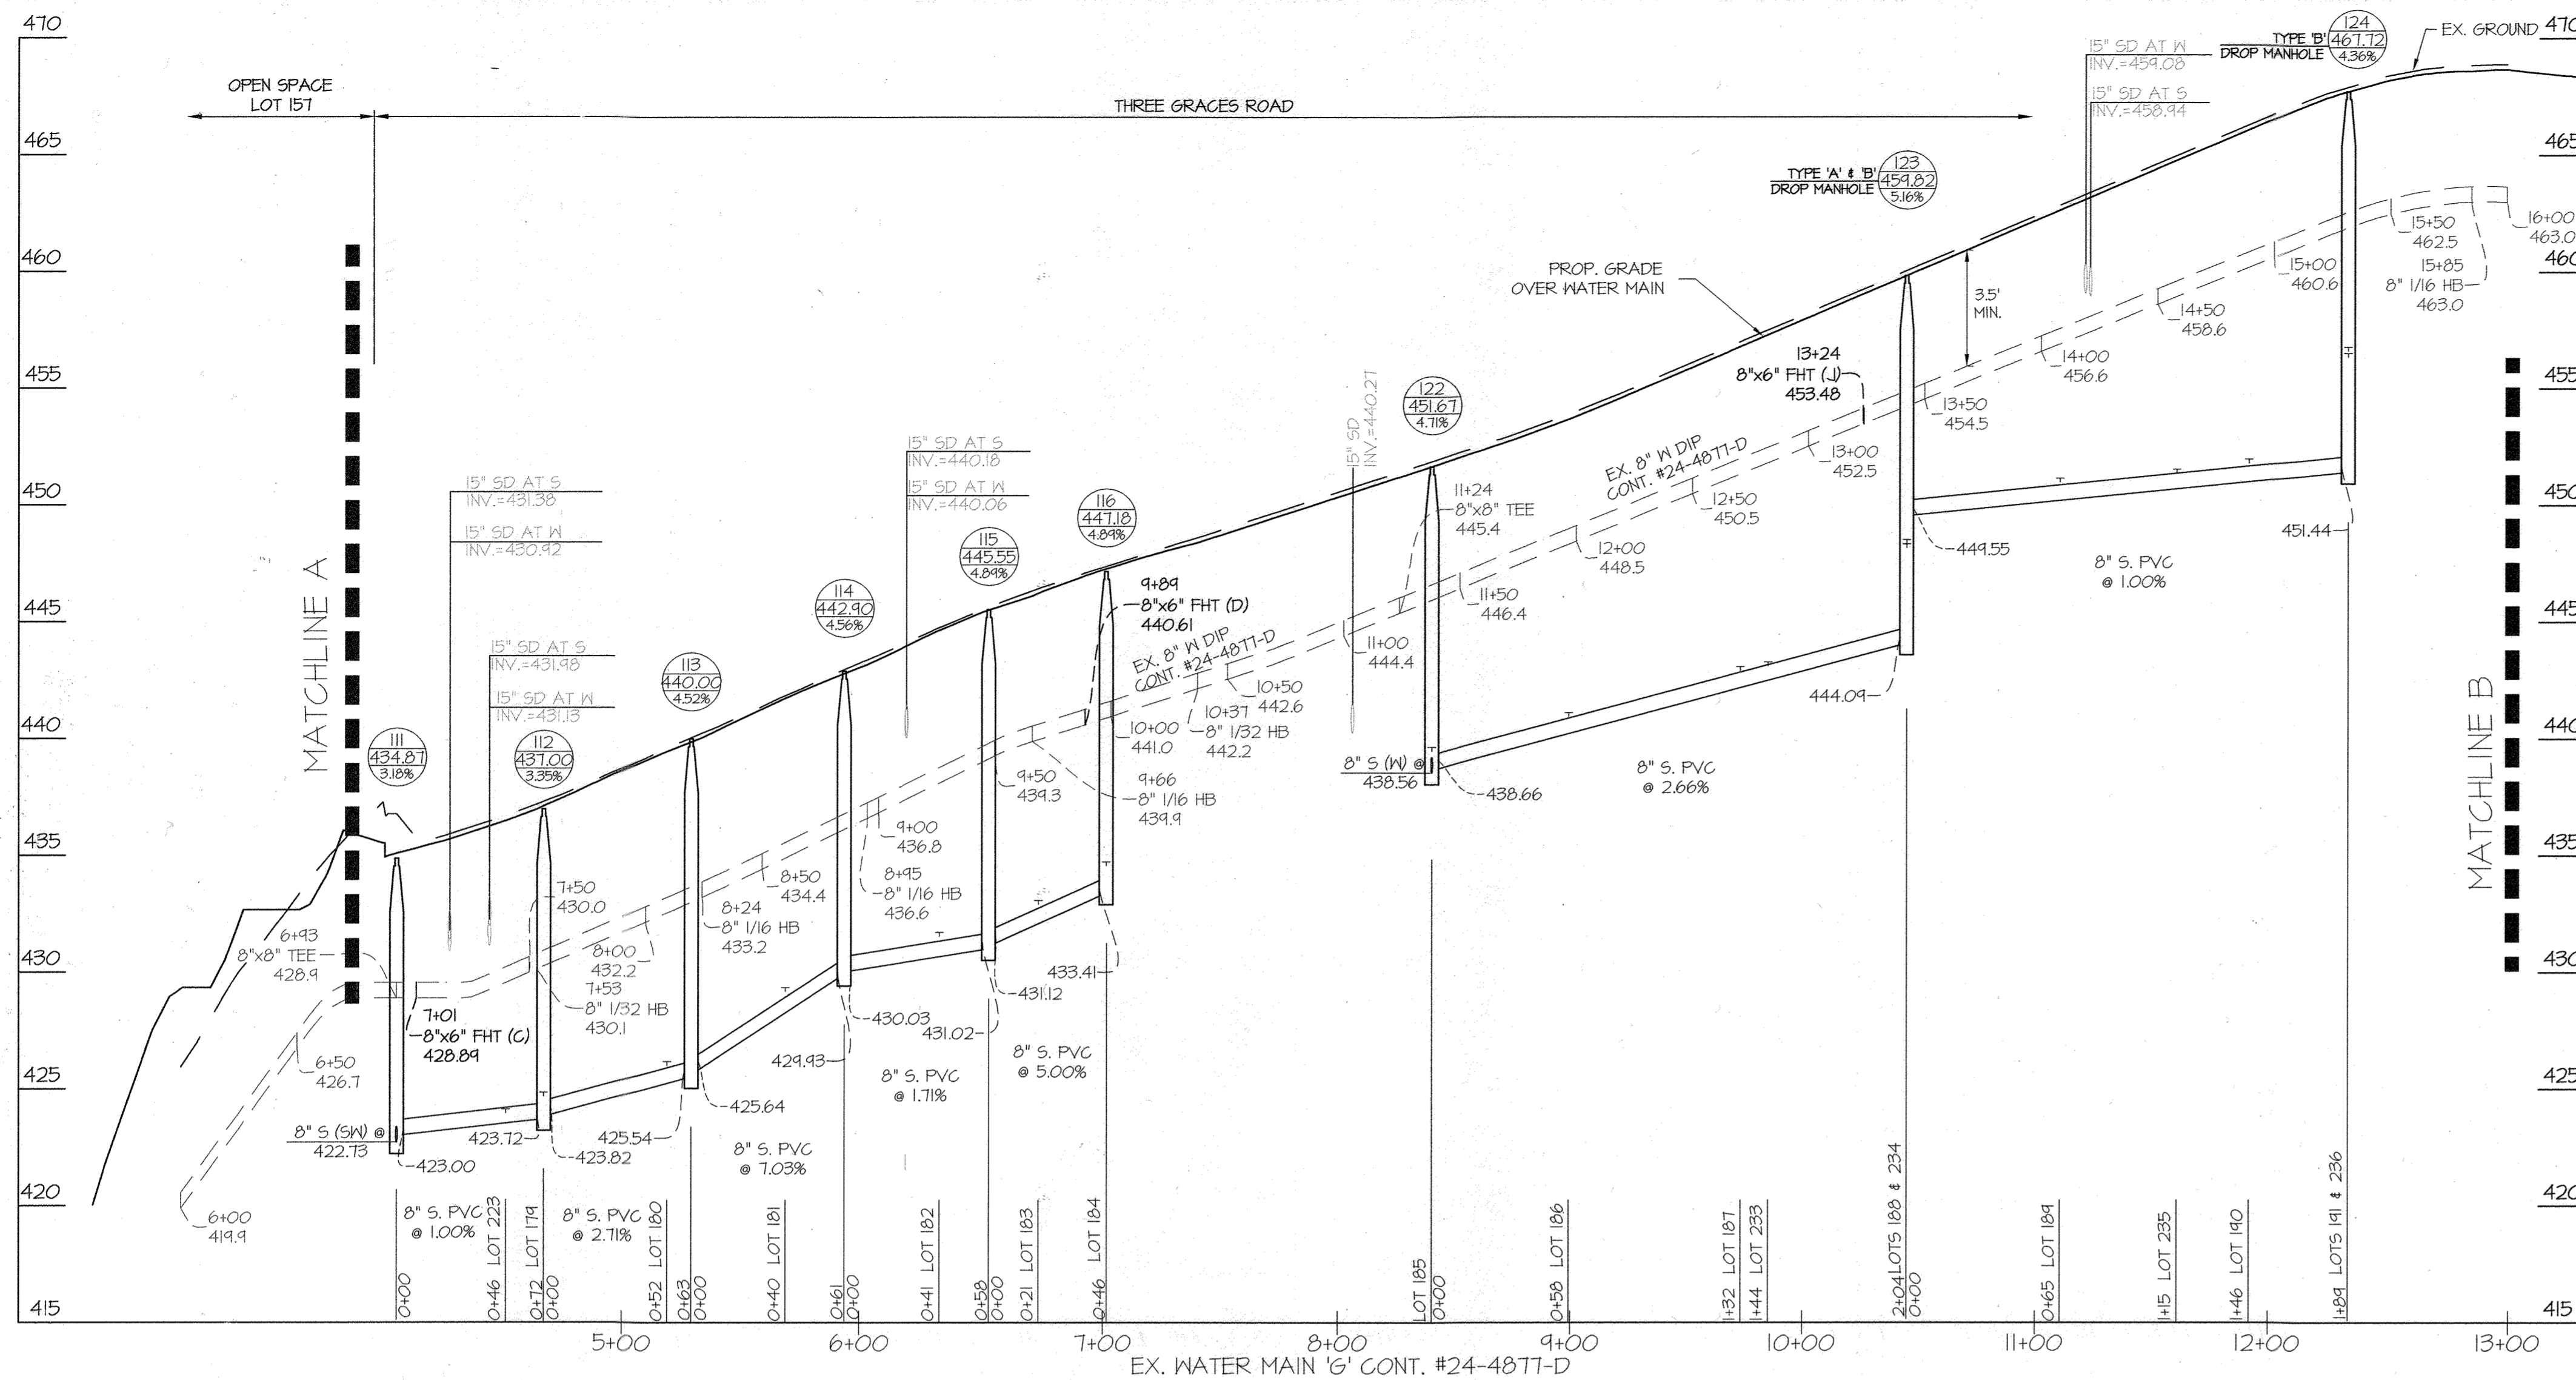 470
465
460
455
450
445
440
435
430
425
420
415
OPEN SPACE
LOT 157
THREE GRACES ROAD
MATCHLINE A
15" SD AT S
INV.=431.38
15" SD AT W
INV.=430.92
15" SD AT S
INV.=431.98
15" SD AT W
INV.=431.13
111
434.87
3.18%
112
437.00
3.35%
113
440.00
4.52%
114
442.90
4.56%
15" SD AT S
INV.=440.18
15" SD AT W
INV.=440.06
115
445.55
4.89%
116
447.18
4.89%
15" SD
INV.=440.27
122
451.67
4.71%
TYPE 'A' & 'B'
DROP MANHOLE
123
459.82
5.16%
15" SD AT W
INV.=459.08
15" SD AT S
INV.=458.94
TYPE 'B'
DROP MANHOLE
124
467.72
4.36%
EX. GROUND
PROP. GRADE
OVER WATER MAIN
3.5'
MIN.
6+00
419.9
6+50
426.7
6+93
8"x8" TEE
428.9
7+01
8"x6" FHT (C)
428.89
7+50
430.0
7+53
8" 1/32 HB
430.1
8+00
432.2
8+24
8" 1/16 HB
433.2
8+50
434.4
8+95
8" 1/16 HB
436.6
9+00
436.8
9+50
439.3
9+66
8" 1/16 HB
439.9
9+89
8"x6" FHT (D)
440.61
10+00
441.0
EX. 8" W DIP
CONT. #24-4877-D
10+37
8" 1/32 HB
442.2
10+50
442.6
11+00
444.4
11+24
8"x8" TEE
445.4
11+50
446.4
12+00
448.5
EX. 8" W DIP
CONT. #24-4877-D
12+50
450.5
13+00
452.5
13+24
8"x6" FHT (J)
453.48
13+50
454.5
14+00
456.6
14+50
458.6
15+00
460.6
15+50
462.5
15+85
8" 1/16 HB
463.0
16+00
463.0
8" S (SW) @
422.73
423.00
423.72
423.82
425.54
425.64
429.93
430.03
431.02
431.12
433.41
8" S (W) @
438.56
438.66
444.09
449.55
451.44
8" S. PVC
@ 1.00%
8" S. PVC
@ 2.71%
8" S. PVC
@ 7.03%
8" S. PVC
@ 1.71%
8" S. PVC
@ 5.00%
8" S. PVC
@ 2.66%
8" S. PVC
@ 1.00%
MATCHLINE B
470
465
460
455
450
445
440
435
430
425
420
415
0+00
0+46 LOT 223
0+72 LOT 179
0+00
0+52 LOT 180
0+63
0+00
0+40 LOT 181
0+61
0+00
0+41 LOT 182
0+58
0+00
0+21 LOT 183
0+46 LOT 184
LOT 185
0+00
0+58 LOT 186
1+32 LOT 187
1+44 LOT 233
2+04 LOTS 188 & 234
0+00
0+65 LOT 189
1+15 LOT 235
1+46 LOT 190
1+89 LOTS 191 & 236
5+00
6+00
7+00
8+00
9+00
10+00
11+00
12+00
13+00
EX. WATER MAIN 'G' CONT. #24-4877-D